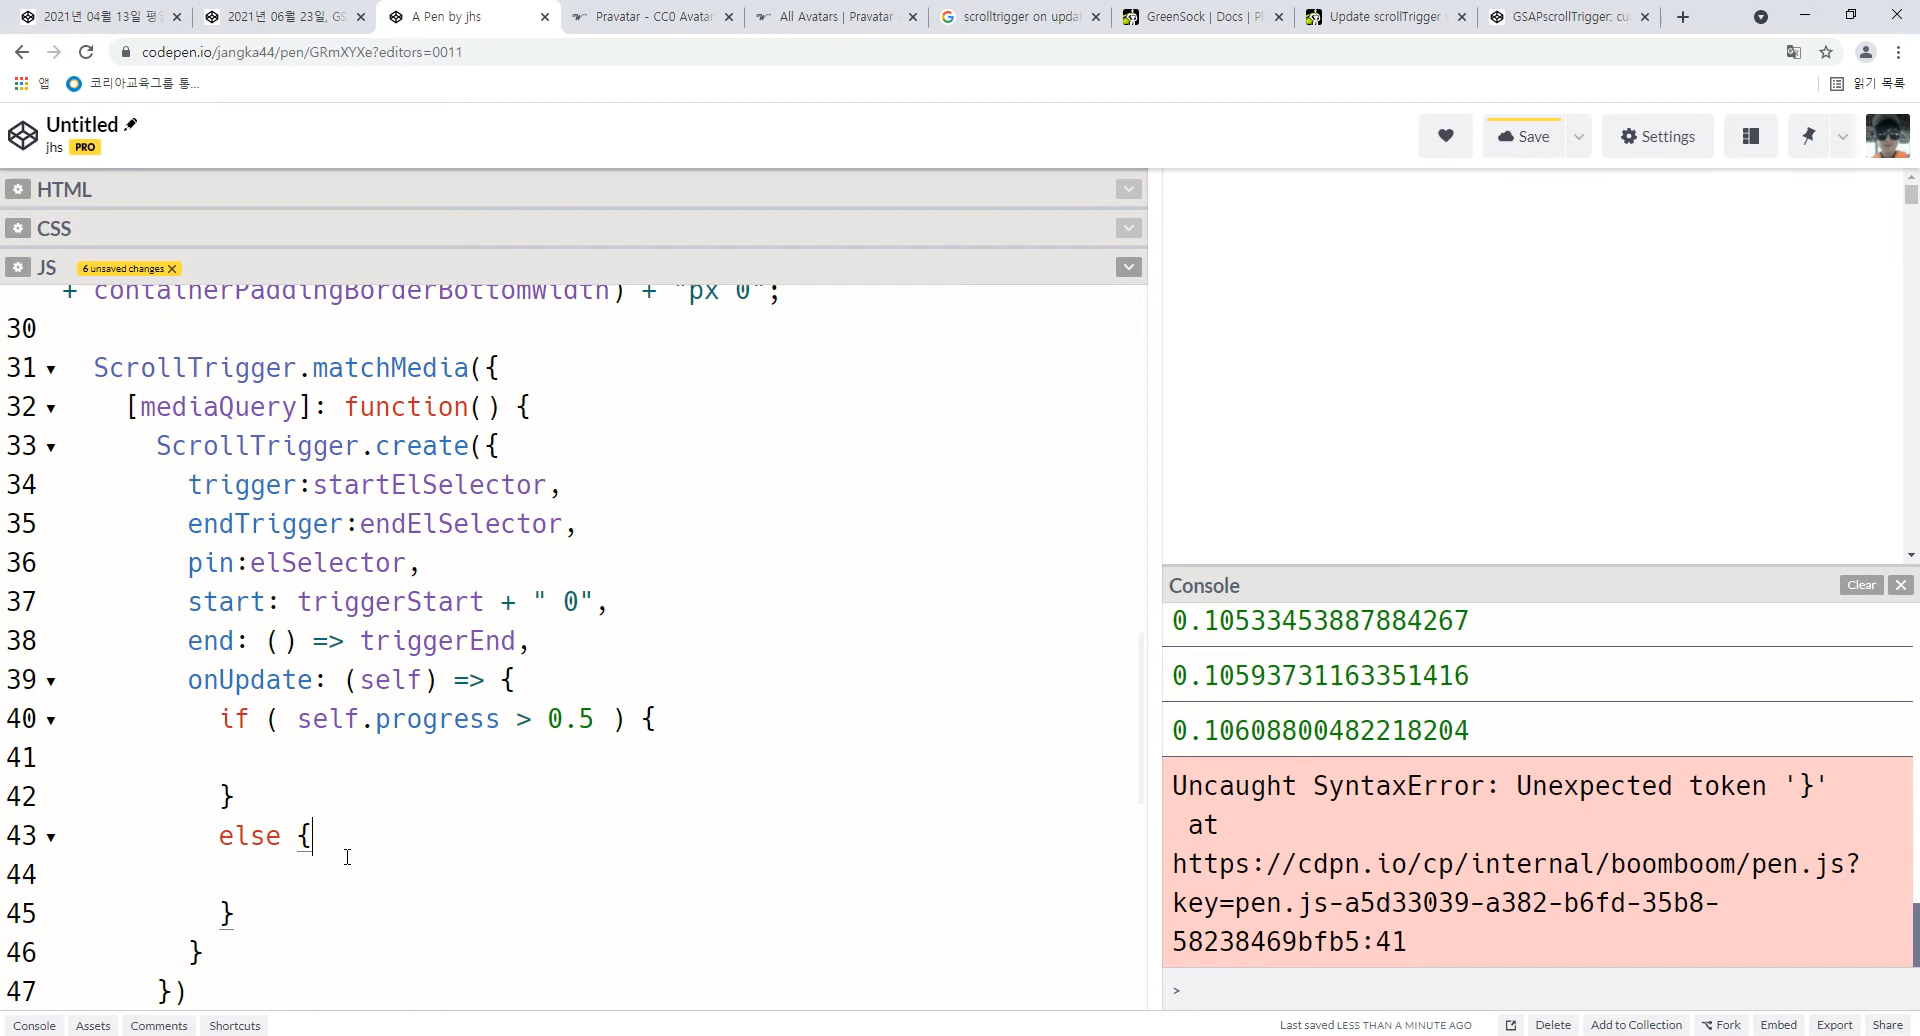 2021년 04월 13일 평일
2021년 06월 23일, GS
A Pen by jhs
Pravatar - CC0 Avatar
All Avatars | Pravatar -
scrolltrigger on updat
GreenSock | Docs | Pl
Update scrollTrigger v
GSAPscrollTrigger: cu
codepen.io/jangka44/pen/GRmXYXe?editors=0011
앱
코리아교육그룹 통...
읽기 목록
Untitled
jhs PRO
Save
Settings
HTML
CSS
JS 6 unsaved changes
+ containerPaddingBorderBottomWidth) + "px 0";
30
31 ScrollTrigger.matchMedia({
32 [mediaQuery]: function() {
33 ScrollTrigger.create({
34 trigger:startElSelector,
35 endTrigger:endElSelector,
36 pin:elSelector,
37 start: triggerStart + " 0",
38 end: () => triggerEnd,
39 onUpdate: (self) => {
40 if ( self.progress > 0.5 ) {
41
42 }
43 else {
44
45 }
46 }
47 })
Console
Clear
0.10533453887884267
0.10593731163351416
0.10608800482218204
Uncaught SyntaxError: Unexpected token '}'
at
https://cdpn.io/cp/internal/boomboom/pen.js?
key=pen.js-a5d33039-a382-b6fd-35b8-
58238469bfb5:41
>
Console
Assets
Comments
Shortcuts
Last saved LESS THAN A MINUTE AGO
Delete
Add to Collection
Fork
Embed
Export
Share